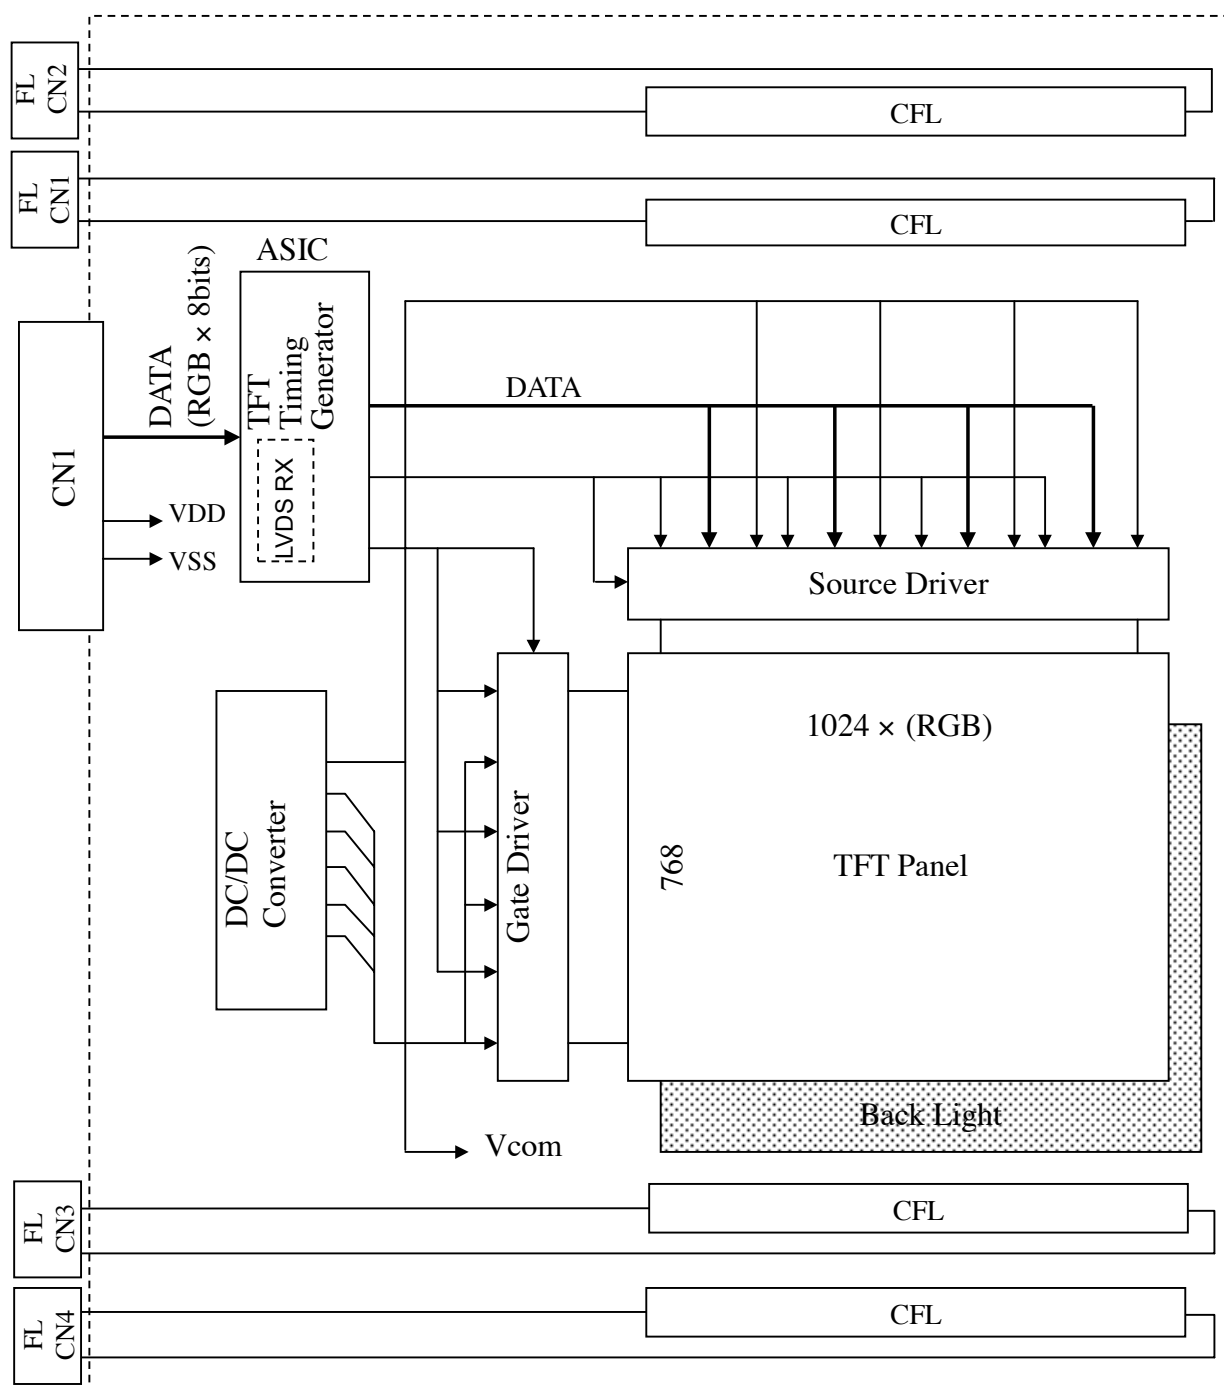 FL
CN2
CFL
FL
CN1
CFL
ASIC
DATA
(RGB × 8bits)
TFT
Timing
Generator
LVDS RX
CN1
VDD
VSS
DATA
Source Driver
1024 × (RGB)
768
TFT Panel
DC/DC
Converter
Gate Driver
Back Light
Vcom
FL
CN3
CFL
FL
CN4
CFL